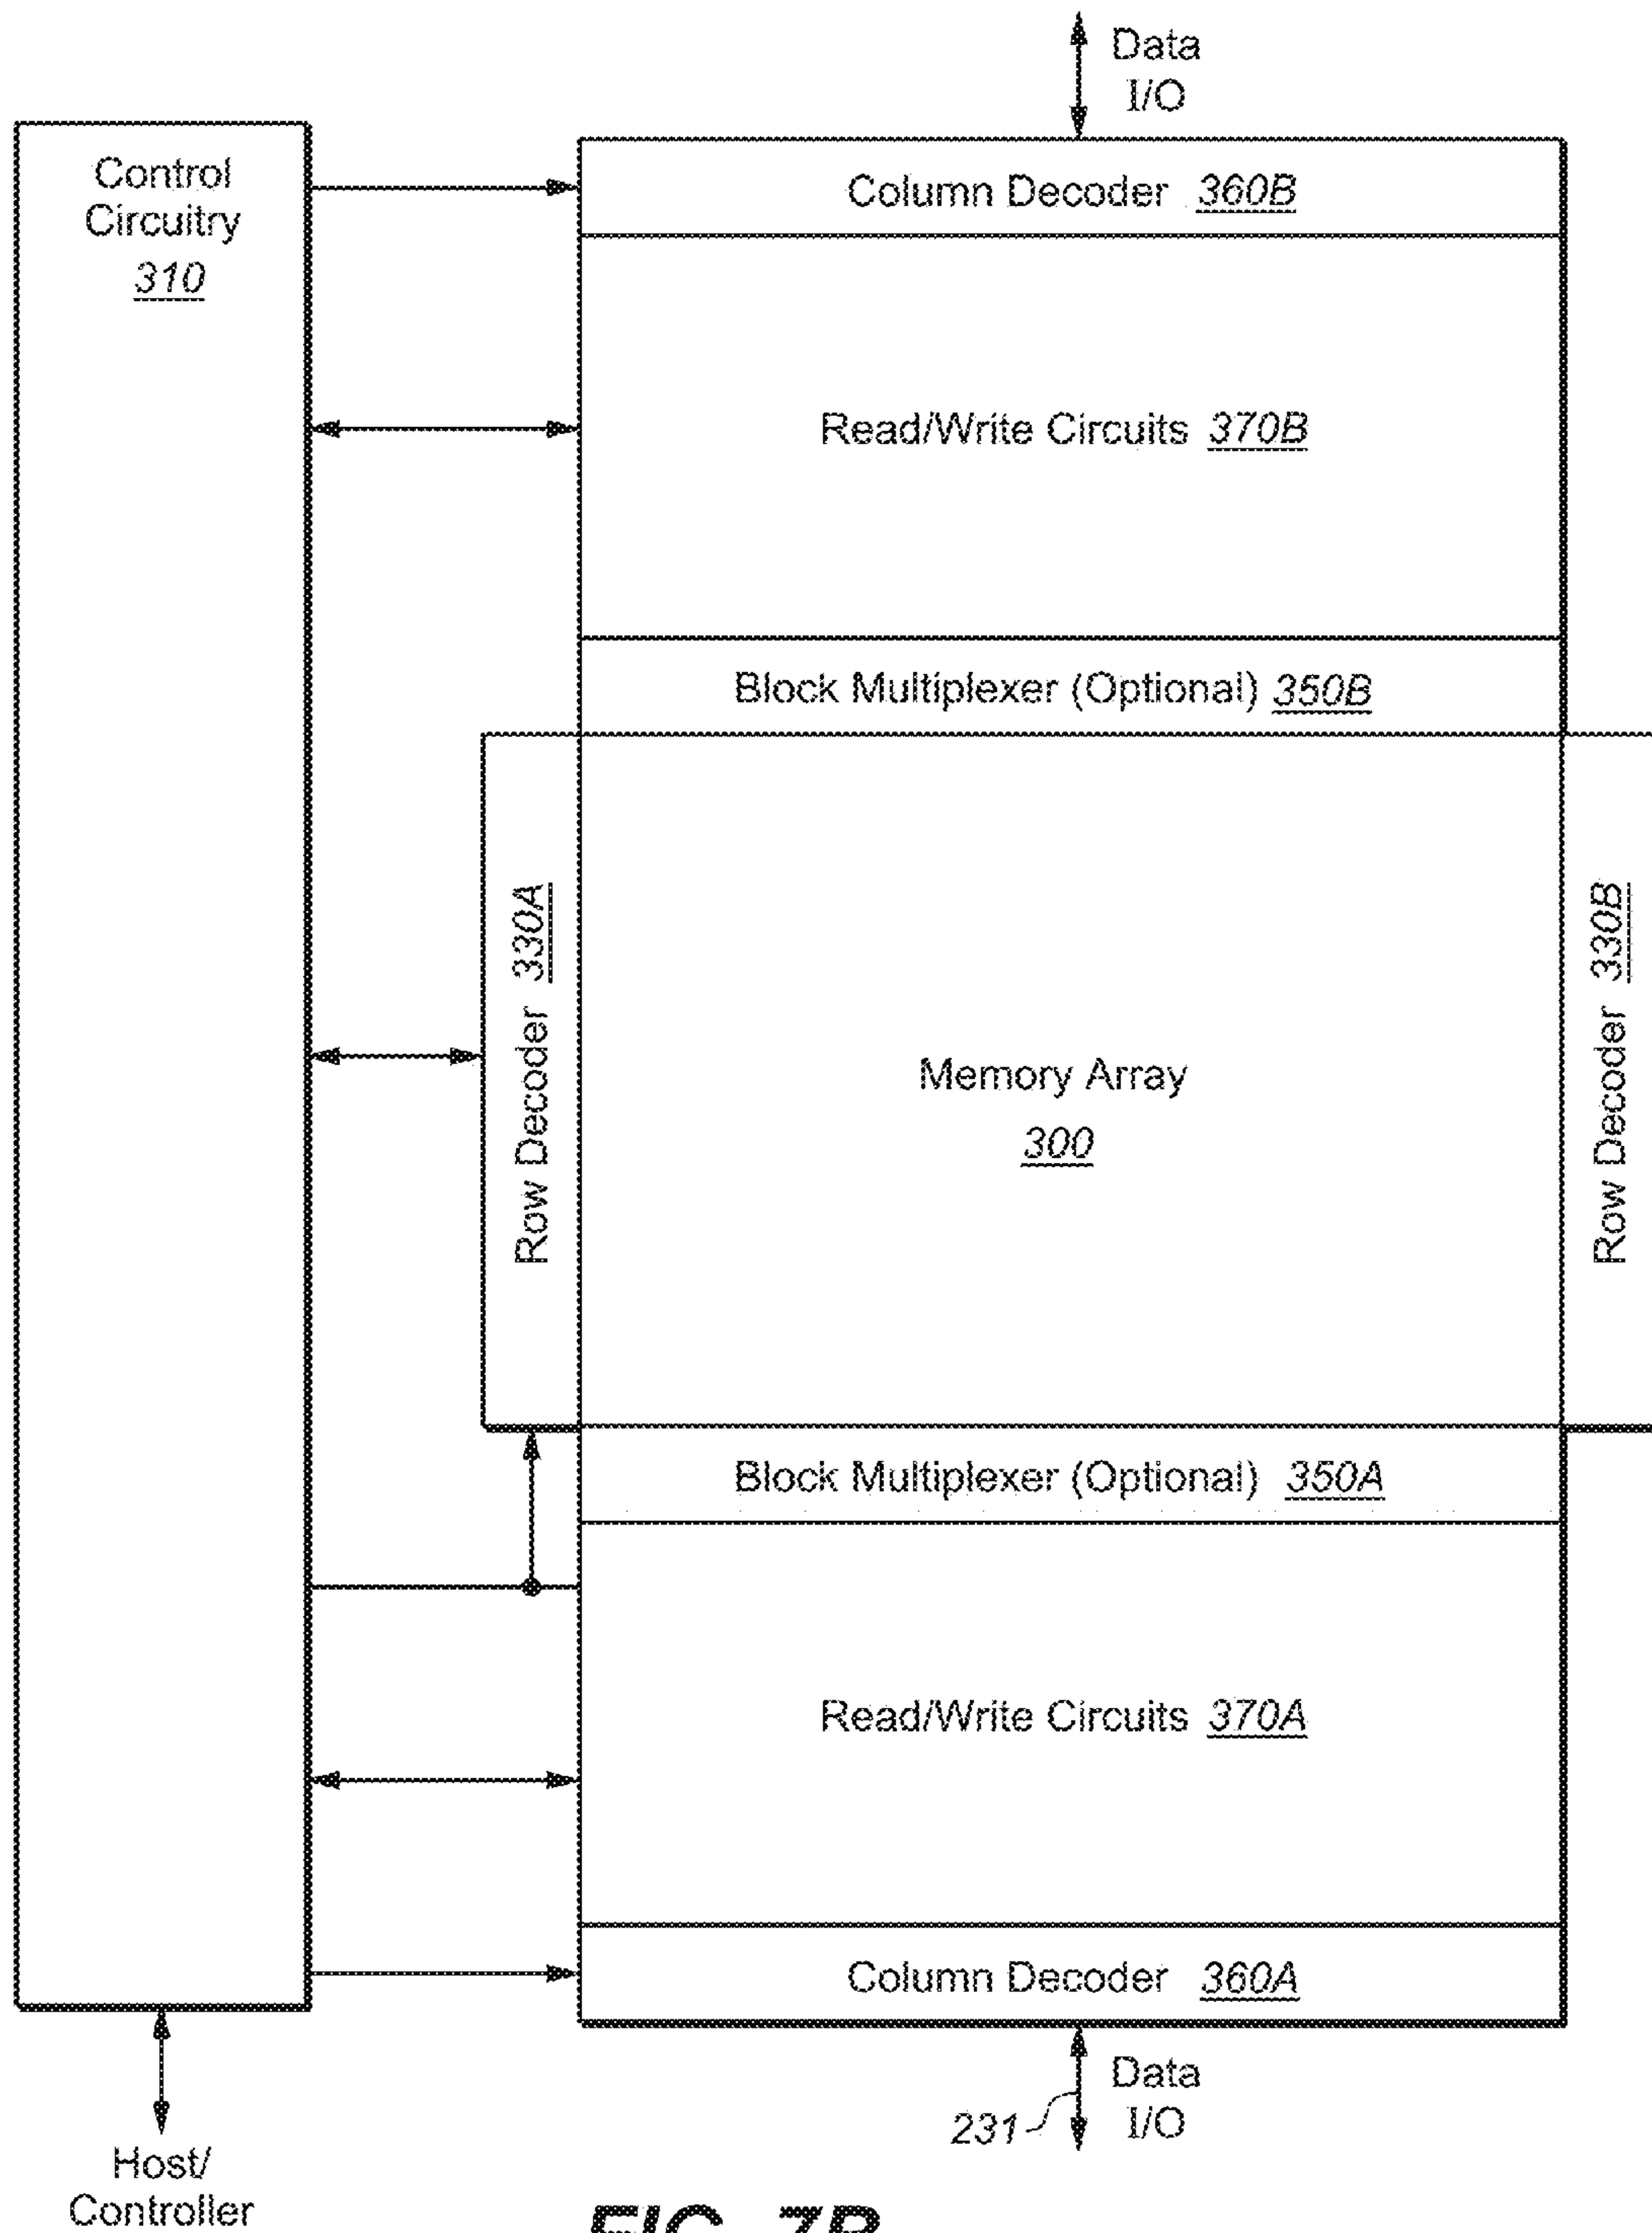 Data
I/O
Control
Circuitry
310
Column Decoder 360B
Read/Write Circuits 370B
Block Multiplexer (Optional) 350B
Row Decoder 330A
Memory Array
300
Row Decoder 330B
Block Multiplexer (Optional) 350A
Read/Write Circuits 370A
Column Decoder 360A
231
Data
I/O
Host/
Controller
FIG. 7B